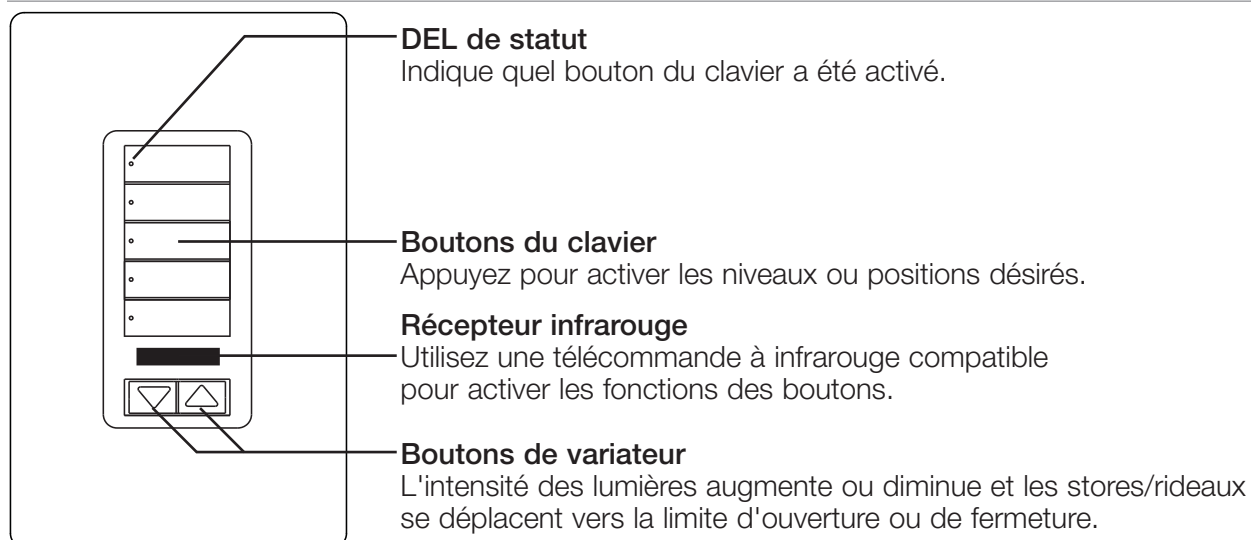 DEL de statut
Indique quel bouton du clavier a été activé.
Boutons du clavier
Appuyez pour activer les niveaux ou positions désirés.
Récepteur infrarouge
Utilisez une télécommande à infrarouge compatible
pour activer les fonctions des boutons.
Boutons de variateur
L'intensité des lumières augmente ou diminue et les stores/rideaux
se déplacent vers la limite d'ouverture ou de fermeture.